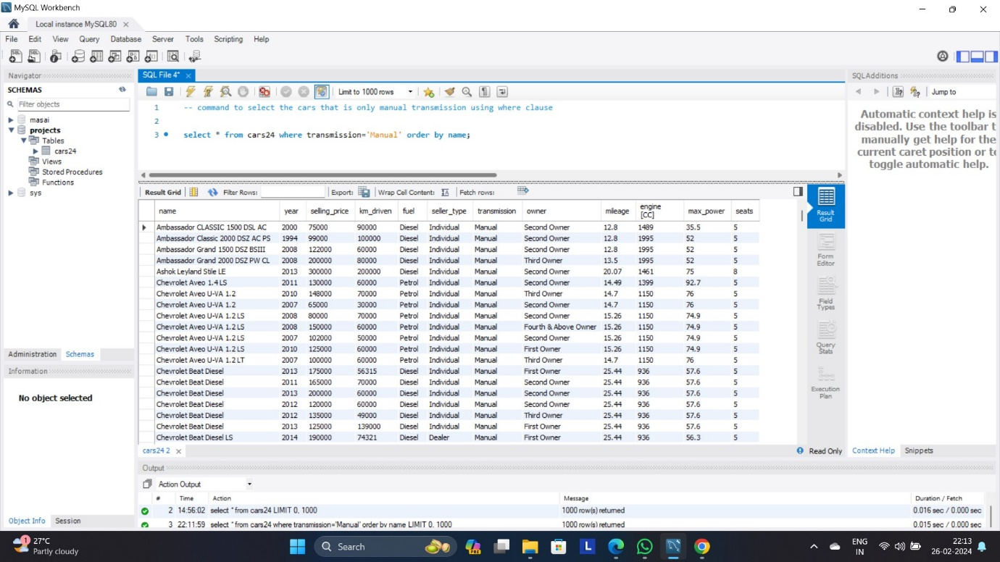 MySQL Workbench
Local instance MySQL80
File Edit View Query Database Server Tools Scripting Help
Navigator
SCHEMAS
Filter objects
masai
projects
Tables
cars24
Views
Stored Procedures
Functions
sys
Administration Schemas
Information
No object selected
Object Info Session
SQL File 4*
Limit to 1000 rows
1 -- command to select the cars that is only manual transmission using where clause
2
3 select * from cars24 where transmission='Manual' order by name;
Result Grid Filter Rows: Export: Wrap Cell Content: Fetch rows:
name year selling_price km_driven fuel seller_type transmission owner mileage engine [CC] max_power seats
Ambassador CLASSIC 1500 DSL AC 2000 75000 90000 Diesel Individual Manual Second Owner 12.8 1489 35.5 5
Ambassador Classic 2000 DSZ AC PS 1994 99000 100000 Diesel Individual Manual Second Owner 12.8 1995 52 5
Ambassador Grand 1500 DSZ BSIII 2008 122000 60000 Diesel Individual Manual Second Owner 12.8 1995 52 5
Ambassador Grand 2000 DSZ PW CL 2008 200000 80000 Diesel Individual Manual Third Owner 13.5 1995 52 5
Ashok Leyland Stile LE 2013 300000 200000 Diesel Individual Manual Second Owner 20.07 1461 75 8
Chevrolet Aveo 1.4 LS 2011 130000 60000 Petrol Individual Manual Second Owner 14.49 1399 92.7 5
Chevrolet Aveo U-VA 1.2 2010 148000 70000 Petrol Individual Manual Third Owner 14.7 1150 76 5
Chevrolet Aveo U-VA 1.2 2007 65000 30000 Petrol Individual Manual Second Owner 14.7 1150 76 5
Chevrolet Aveo U-VA 1.2 LS 2008 80000 70000 Petrol Individual Manual Second Owner 15.26 1150 74.9 5
Chevrolet Aveo U-VA 1.2 LS 2008 150000 60000 Petrol Individual Manual Fourth & Above Owner 15.26 1150 74.9 5
Chevrolet Aveo U-VA 1.2 LS 2007 102000 50000 Petrol Individual Manual Second Owner 15.26 1150 74.9 5
Chevrolet Aveo U-VA 1.2 LS 2010 125000 60000 Petrol Individual Manual First Owner 15.26 1150 74.9 5
Chevrolet Aveo U-VA 1.2 LT 2007 100000 60000 Petrol Individual Manual Third Owner 14.7 1150 76 5
Chevrolet Beat Diesel 2013 175000 56315 Diesel Individual Manual First Owner 25.44 936 57.6 5
Chevrolet Beat Diesel 2011 165000 70000 Diesel Individual Manual Second Owner 25.44 936 57.6 5
Chevrolet Beat Diesel 2013 200000 60000 Diesel Individual Manual Second Owner 25.44 936 57.6 5
Chevrolet Beat Diesel 2012 120000 60000 Diesel Individual Manual Second Owner 25.44 936 57.6 5
Chevrolet Beat Diesel 2012 135000 49000 Diesel Individual Manual Third Owner 25.44 936 57.6 5
Chevrolet Beat Diesel 2013 125000 139000 Diesel Individual Manual First Owner 25.44 936 57.6 5
Chevrolet Beat Diesel LS 2014 190000 74321 Diesel Dealer Manual First Owner 25.44 936 56.3 5
cars24 2 Read Only
Result Grid
Form Editor
Field Types
Query Stats
Execution Plan
SQLAdditions
Jump to
Automatic context help is
disabled. Use the toolbar t
manually get help for the
current caret position or to
toggle automatic help.
Context Help Snippets
Output
Action Output
# Time Action Message Duration / Fetch
2 14:56:02 select * from cars24 LIMIT 0, 1000 1000 row(s) returned 0.016 sec / 0.000 sec
3 22:11:59 select * from cars24 where transmission='Manual' order by name LIMIT 0, 1000 1000 row(s) returned 0.015 sec / 0.000 sec
1
27°C
Partly cloudy
Search
PRE
L
ENG
IN
22:13
26-02-2024